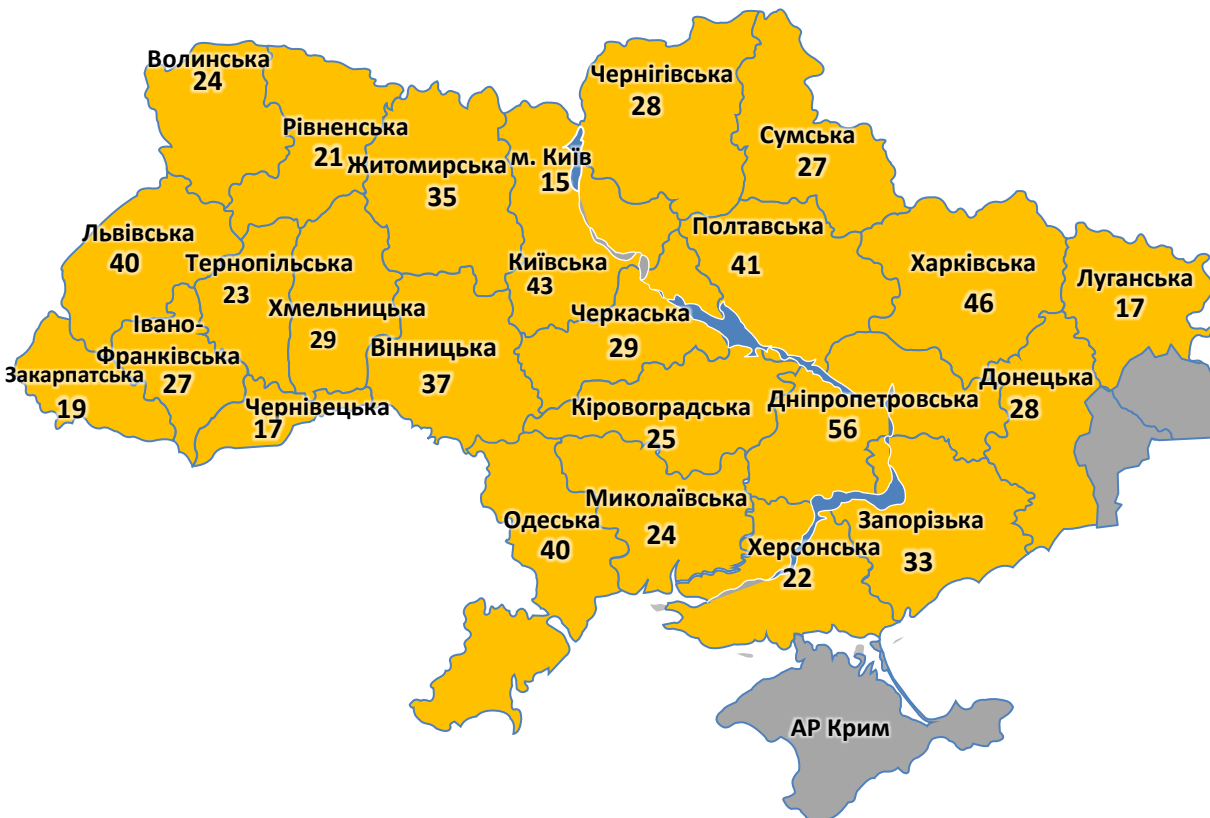 Волинська
24
Рівненська
21
Житомирська
35
м. Київ
15
Чернігівська
28
Сумська
27
Львівська
40
Тернопільська
23
Хмельницька
29
Київська
43
Полтавська
41
Харківська
46
Луганська
17
Івано-
Франківська
27
Закарпатська
19
Чернівецька
17
Вінницька
37
Черкаська
29
Кіровоградська
25
Дніпропетровська
56
Донецька
28
Одеська
40
Миколаївська
24
Херсонська
22
Запорізька
33
АР Крим